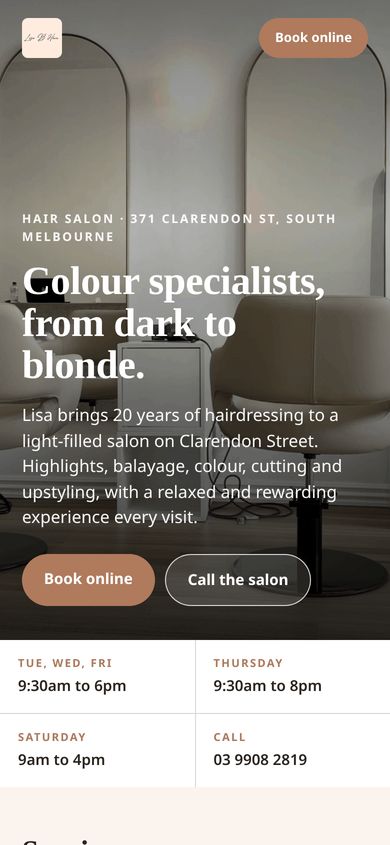 Lisa B Hair
Book online
HAIR SALON · 371 CLARENDON ST, SOUTH
MELBOURNE
Colour specialists,
from dark to
blonde.
Lisa brings 20 years of hairdressing to a
light-filled salon on Clarendon Street.
Highlights, balayage, colour, cutting and
upstyling, with a relaxed and rewarding
experience every visit.
Book online
Call the salon
TUE, WED, FRI
9:30am to 6pm
THURSDAY
9:30am to 8pm
SATURDAY
9am to 4pm
CALL
03 9908 2819